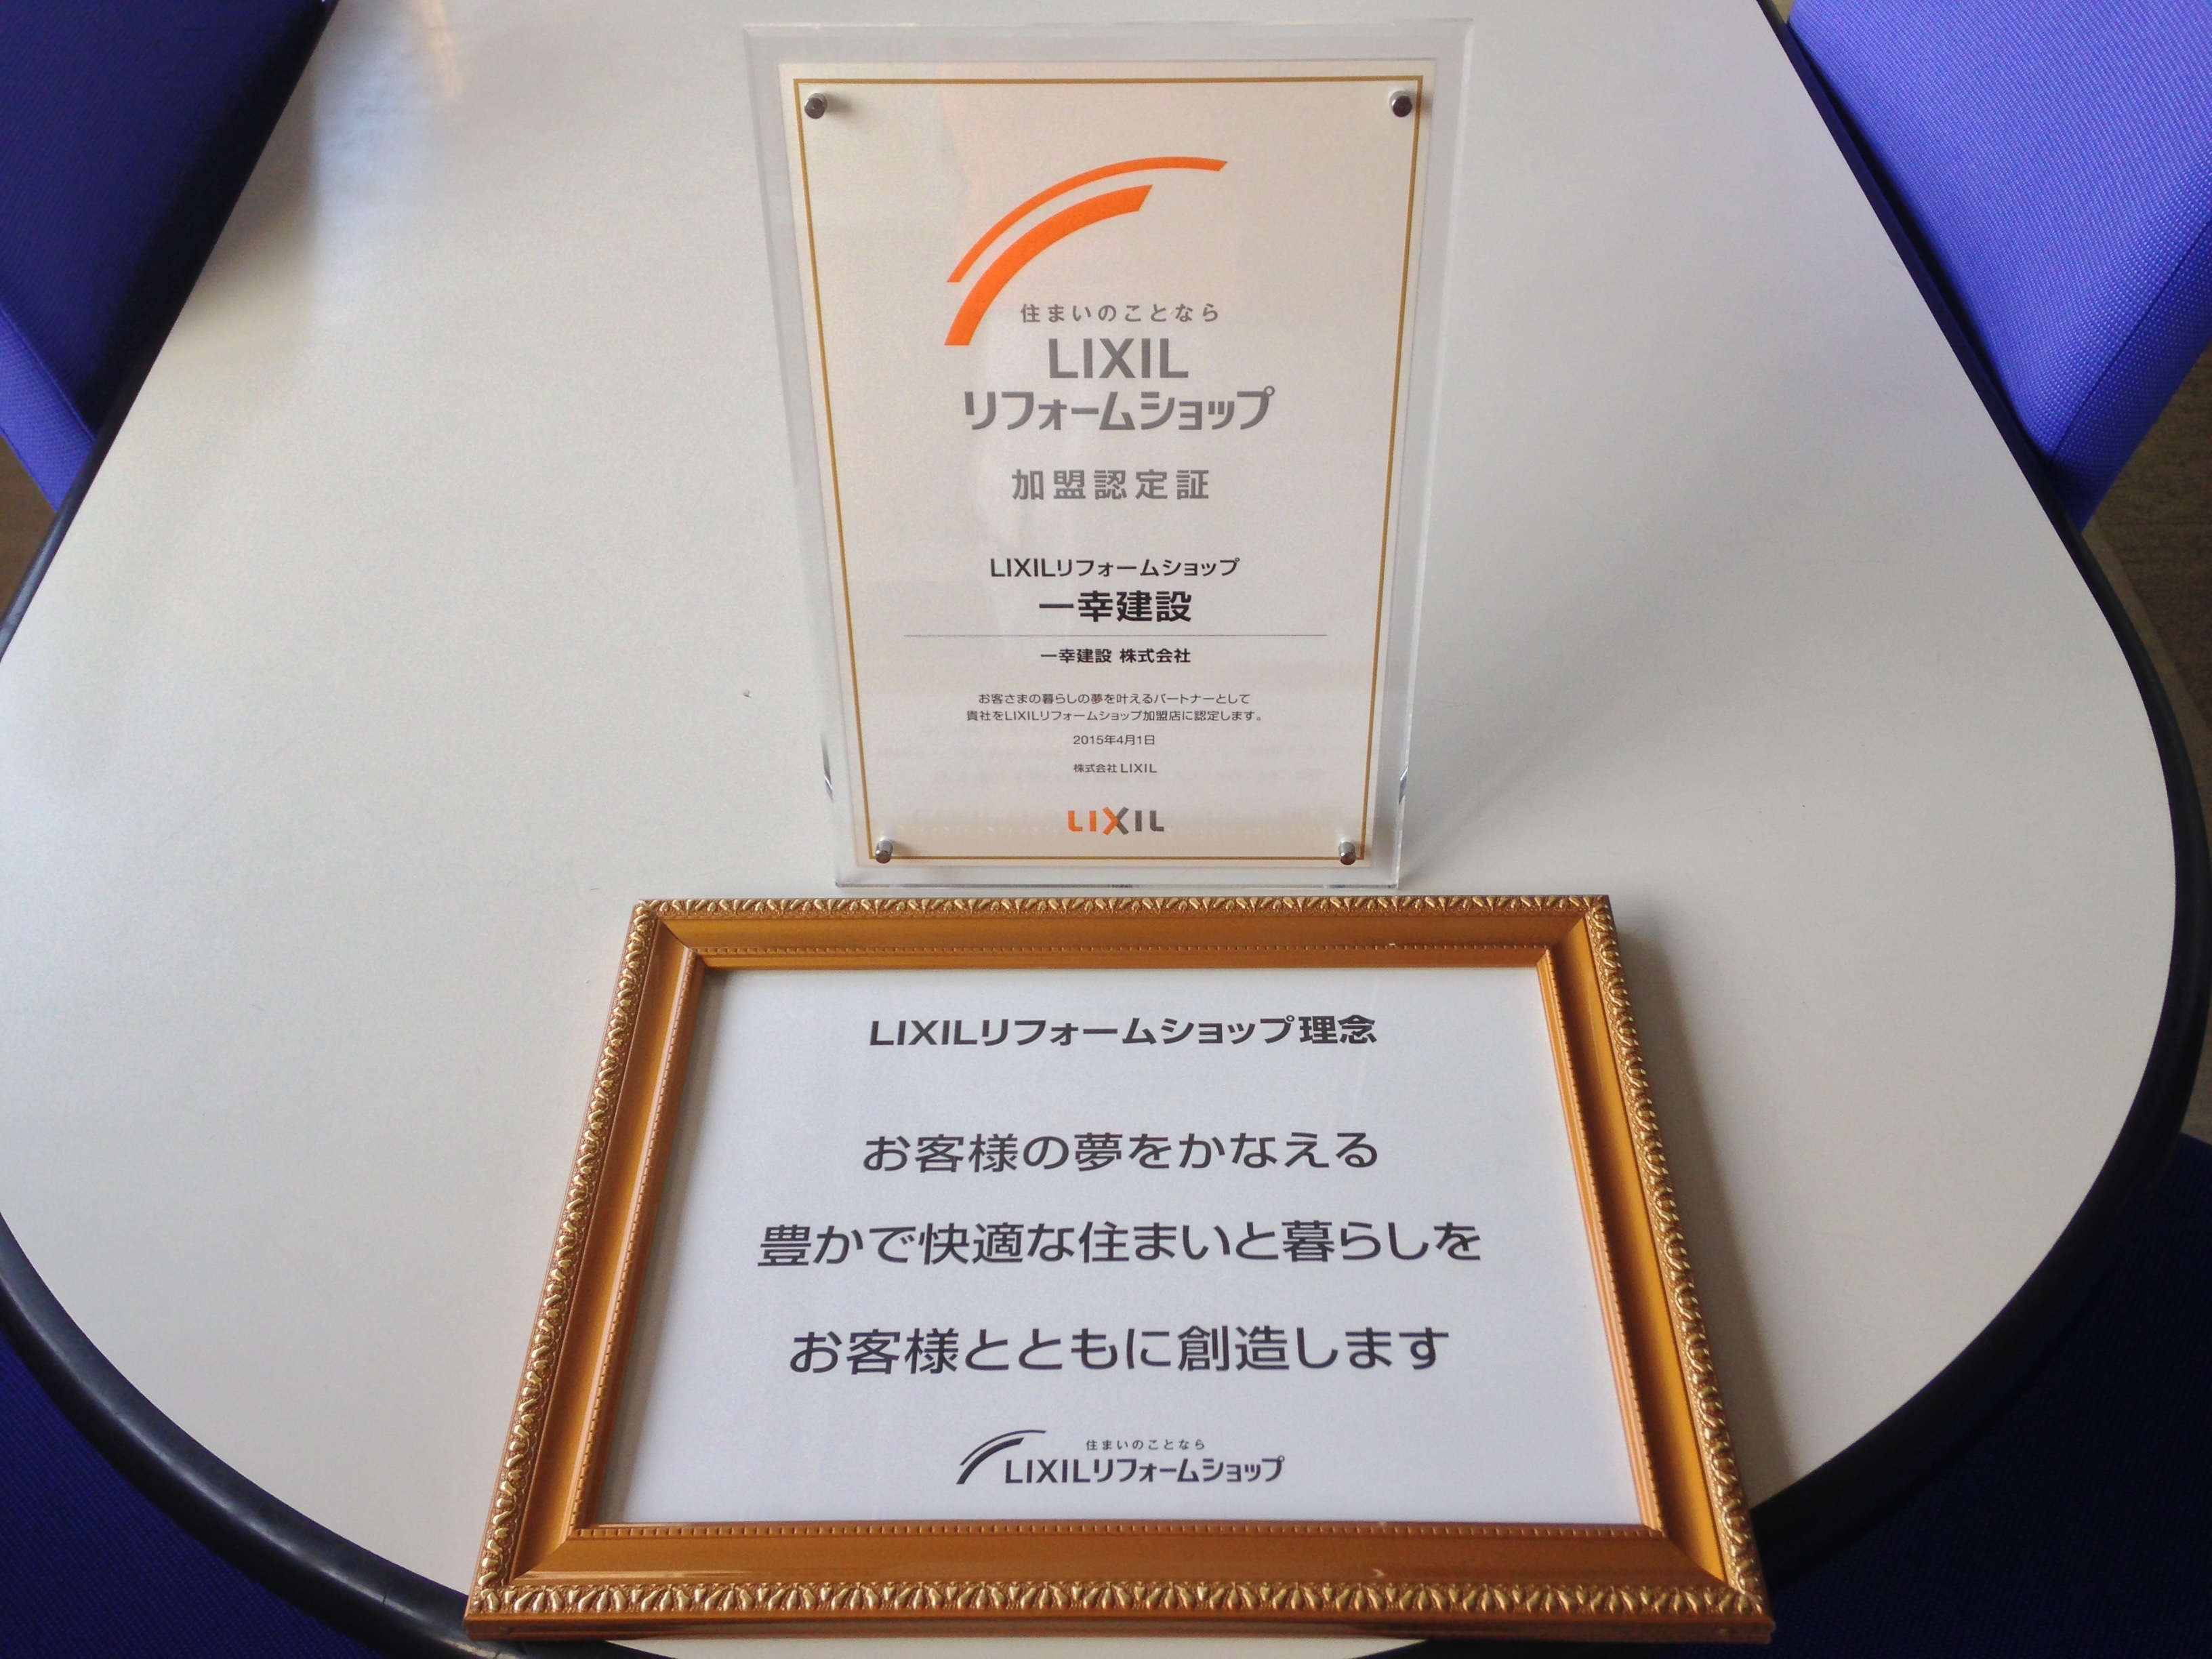 住まいのことなら
LIXIL
リフォームショップ
加盟認定証
LIXILリフォームショップ
一幸建設
一幸建設 株式会社
お客さまの暮らしの夢を叶えるパートナーとして
貴社をLIXILリフォームショップ加盟店に認定します。
2015年4月1日
株式会社LIXIL
LIXIL
LIXILリフォームショップ理念
お客様の夢をかなえる
豊かで快適な住まいと暮らしを
お客様とともに創造します
住まいのことなら
LIXILリフォームショップ